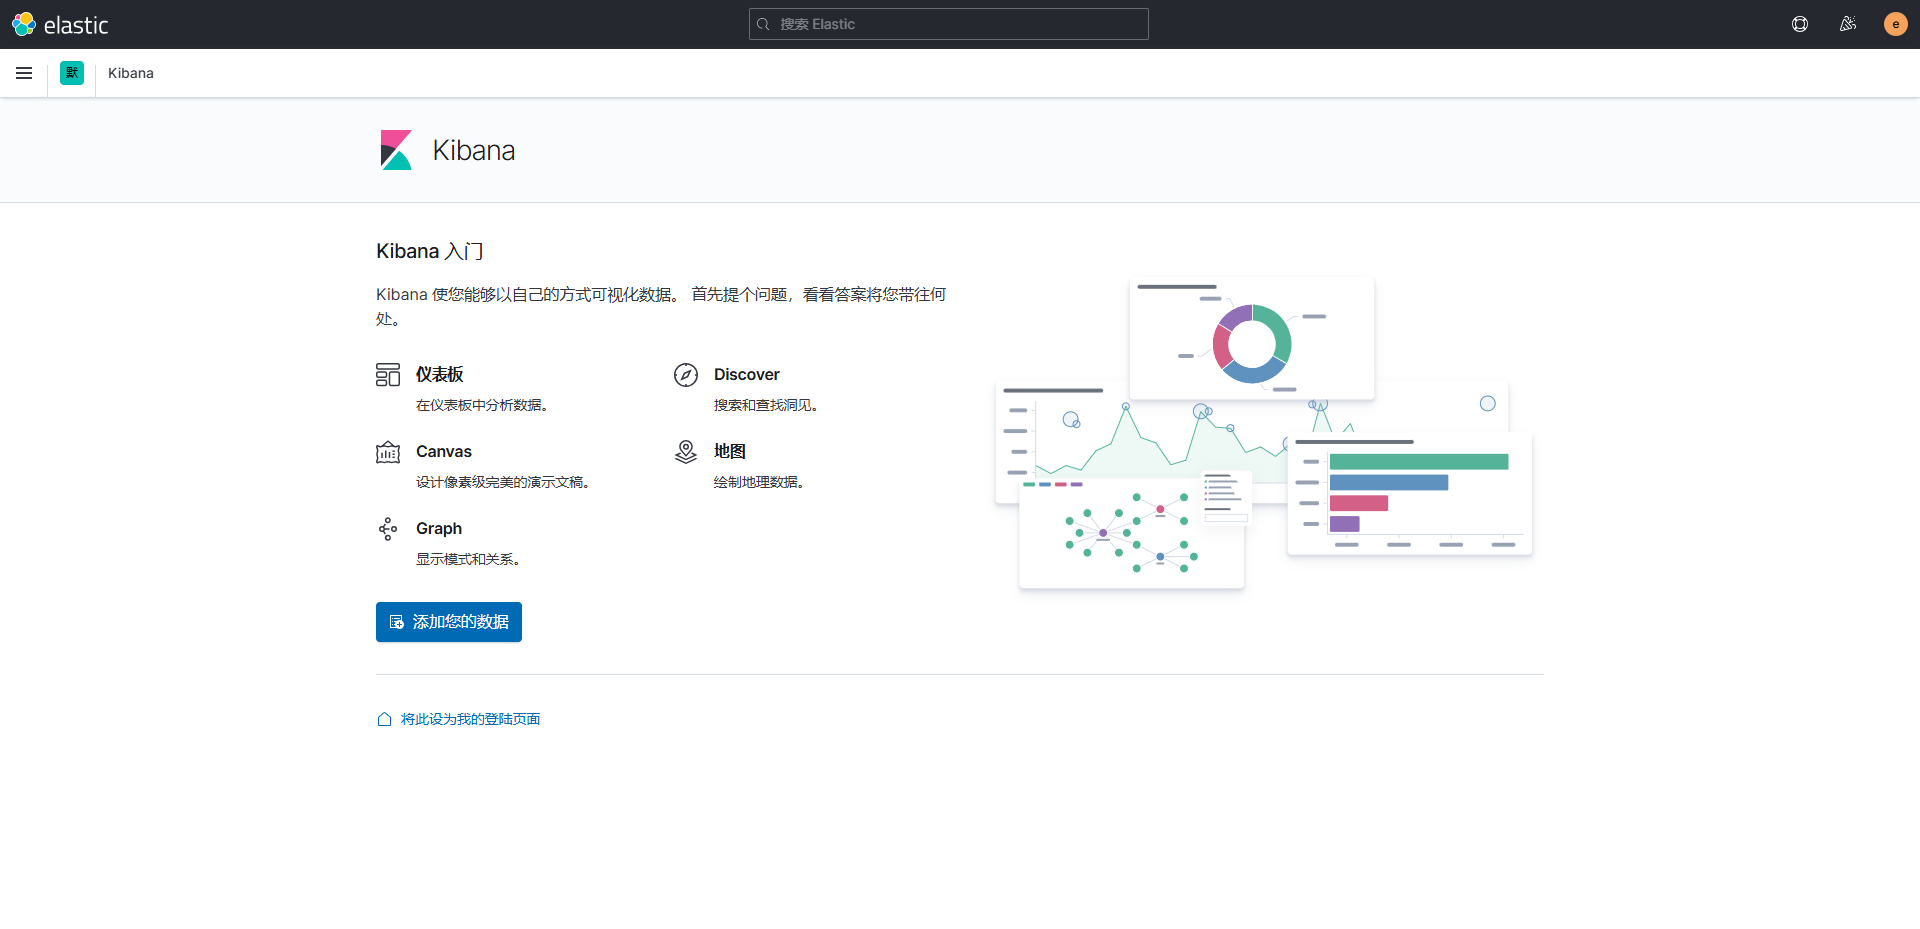 elastic
搜索 Elastic
e
默
Kibana
Kibana
Kibana 入门
Kibana 使您能够以自己的方式可视化数据。 首先提个问题，看看答案将您带往何
处。
仪表板
在仪表板中分析数据。
Discover
搜索和查找洞见。
Canvas
设计像素级完美的演示文稿。
地图
绘制地理数据。
Graph
显示模式和关系。
添加您的数据
将此设为我的登陆页面